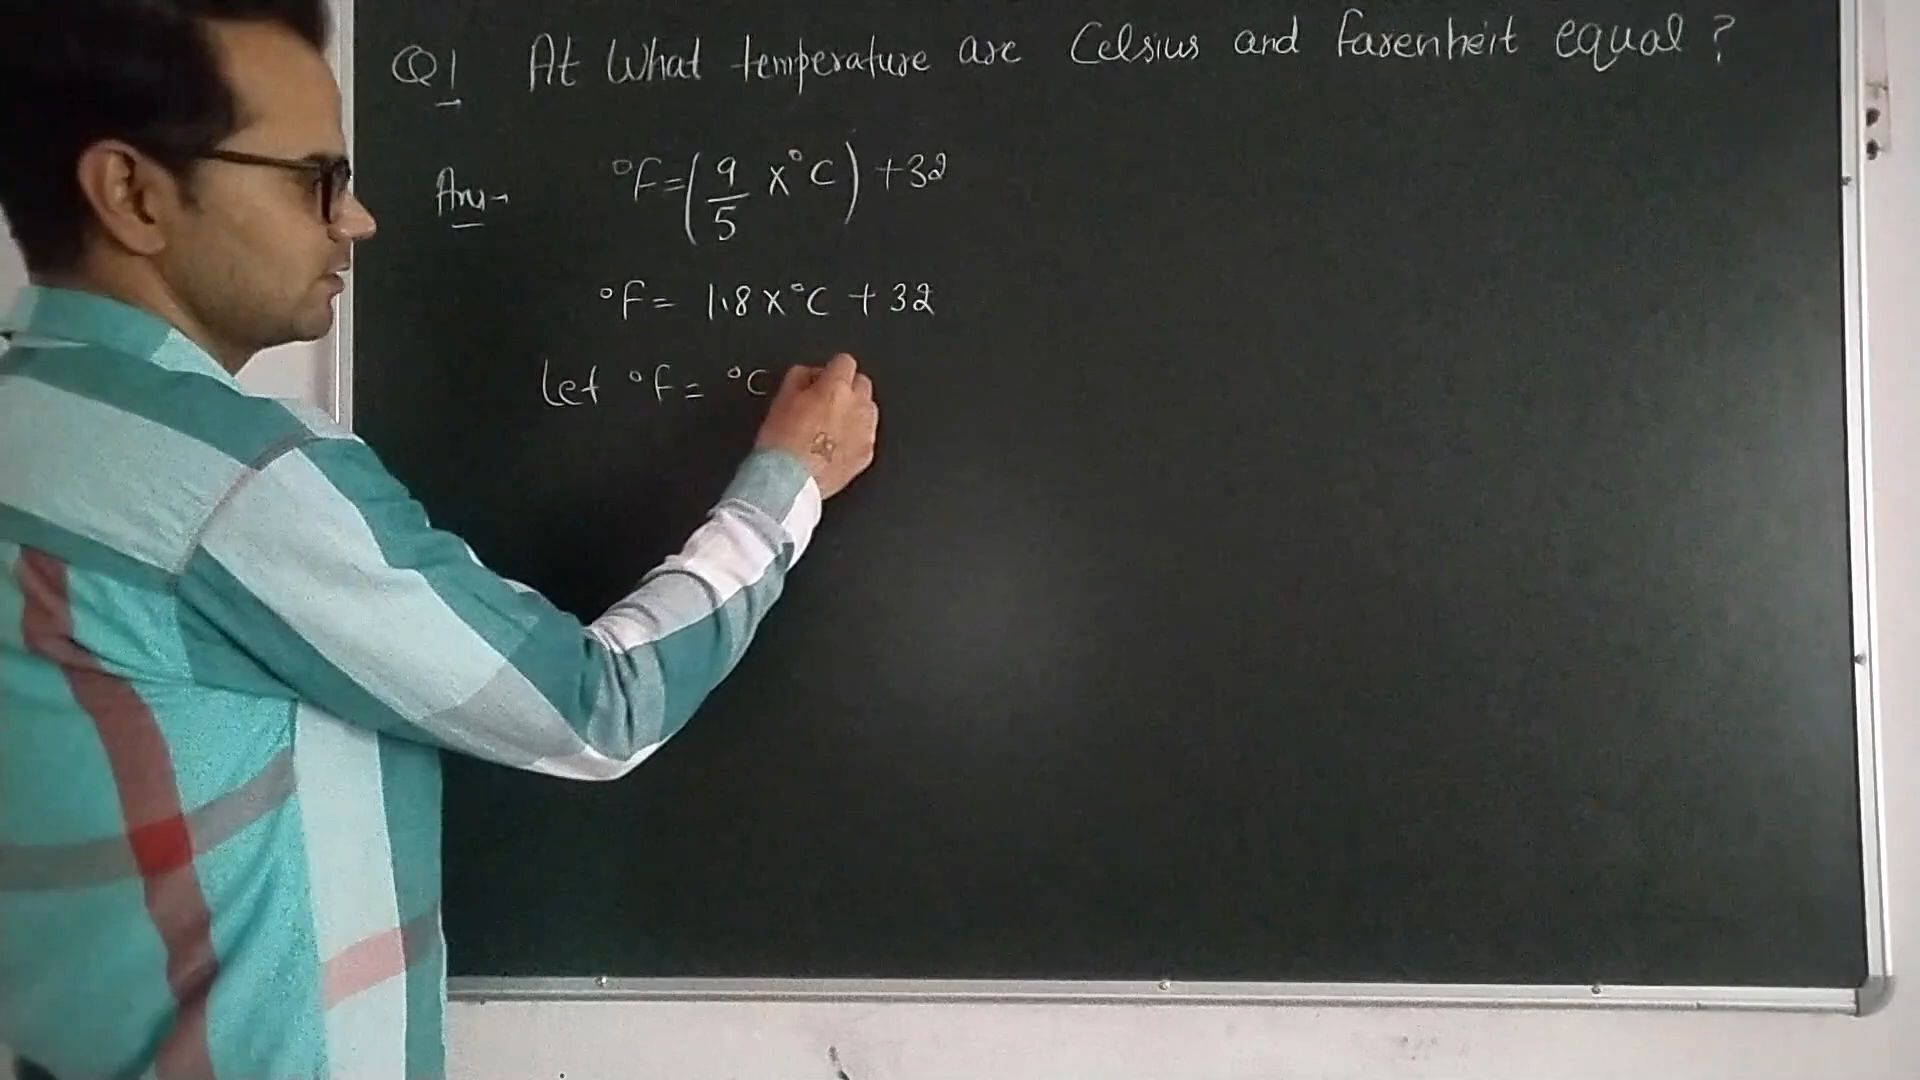 Q1 At What temperature are Celsius and farenheit equal ?
Ans- °F = (9/5 x °C) + 32
°F = 1.8 x °C + 32
Let °F = °C